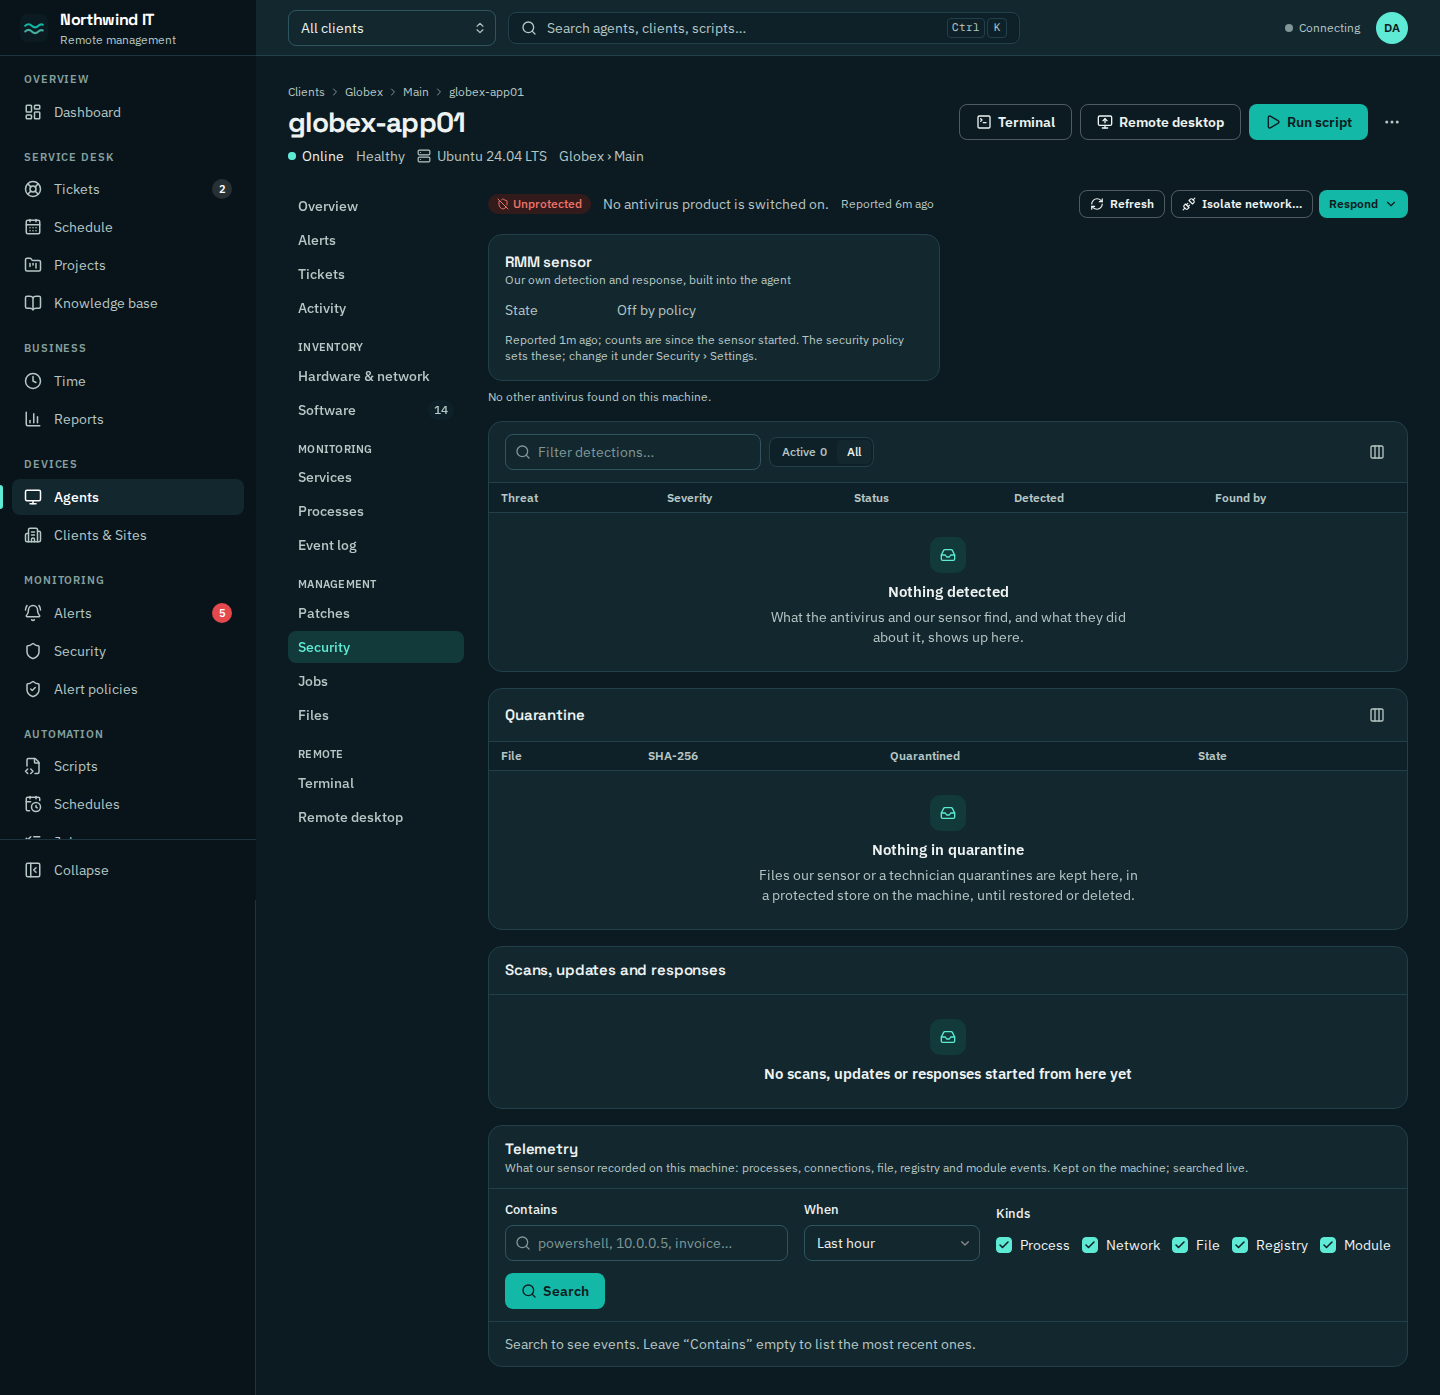 Northwind IT
Remote management
All clients
Search agents, clients, scripts...
Ctrl K
Connecting
DA
OVERVIEW
Dashboard
SERVICE DESK
Tickets 2
Schedule
Projects
Knowledge base
BUSINESS
Time
Reports
DEVICES
Agents
Clients & Sites
MONITORING
Alerts 5
Security
Alert policies
AUTOMATION
Scripts
Schedules
Collapse
Clients > Globex > Main > globex-app01
globex-app01
Terminal
Remote desktop
Run script
Online Healthy Ubuntu 24.04 LTS Globex › Main
Overview
Alerts
Tickets
Activity
INVENTORY
Hardware & network
Software 14
MONITORING
Services
Processes
Event log
MANAGEMENT
Patches
Security
Jobs
Files
REMOTE
Terminal
Remote desktop
Unprotected No antivirus product is switched on. Reported 6m ago
Refresh
Isolate network...
Respond
RMM sensor
Our own detection and response, built into the agent
State Off by policy
Reported 1m ago; counts are since the sensor started. The security policy
sets these; change it under Security › Settings.
No other antivirus found on this machine.
Filter detections...
Active 0 All
Threat Severity Status Detected Found by
Nothing detected
What the antivirus and our sensor find, and what they did
about it, shows up here.
Quarantine
File SHA-256 Quarantined State
Nothing in quarantine
Files our sensor or a technician quarantines are kept here, in
a protected store on the machine, until restored or deleted.
Scans, updates and responses
No scans, updates or responses started from here yet
Telemetry
What our sensor recorded on this machine: processes, connections, file, registry and module events. Kept on the machine; searched live.
Contains When Kinds
powershell, 10.0.0.5, invoice... Last hour Process Network File Registry Module
Search
Search to see events. Leave “Contains” empty to list the most recent ones.